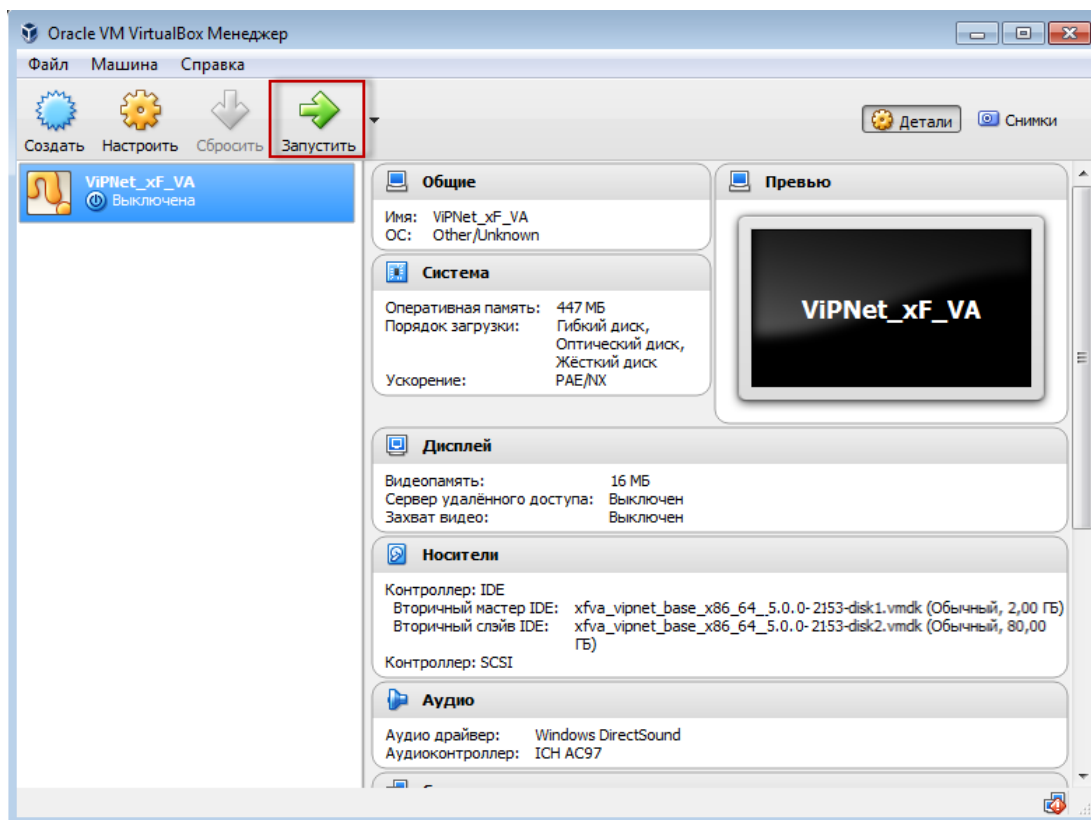 Oracle VM VirtualBox Менеджер
Файл Машина Справка
Создать Настроить Сбросить Запустить
Детали Снимки
ViPNet_xF_VA
Выключена
Общие
Имя: ViPNet_xF_VA
ОС: Other/Unknown
Система
Оперативная память: 447 МБ
Порядок загрузки: Гибкий диск,
Оптический диск,
Жёсткий диск
Ускорение: PAE/NX
Превью
ViPNet_xF_VA
Дисплей
Видеопамять: 16 МБ
Сервер удалённого доступа: Выключен
Захват видео: Выключен
Носители
Контроллер: IDE
Вторичный мастер IDE: xfva_vipnet_base_x86_64_5.0.0-2153-disk1.vmdk (Обычный, 2,00 ГБ)
Вторичный слэйв IDE: xfva_vipnet_base_x86_64_5.0.0-2153-disk2.vmdk (Обычный, 80,00
ГБ)
Контроллер: SCSI
Аудио
Аудио драйвер: Windows DirectSound
Аудиоконтроллер: ICH AC97